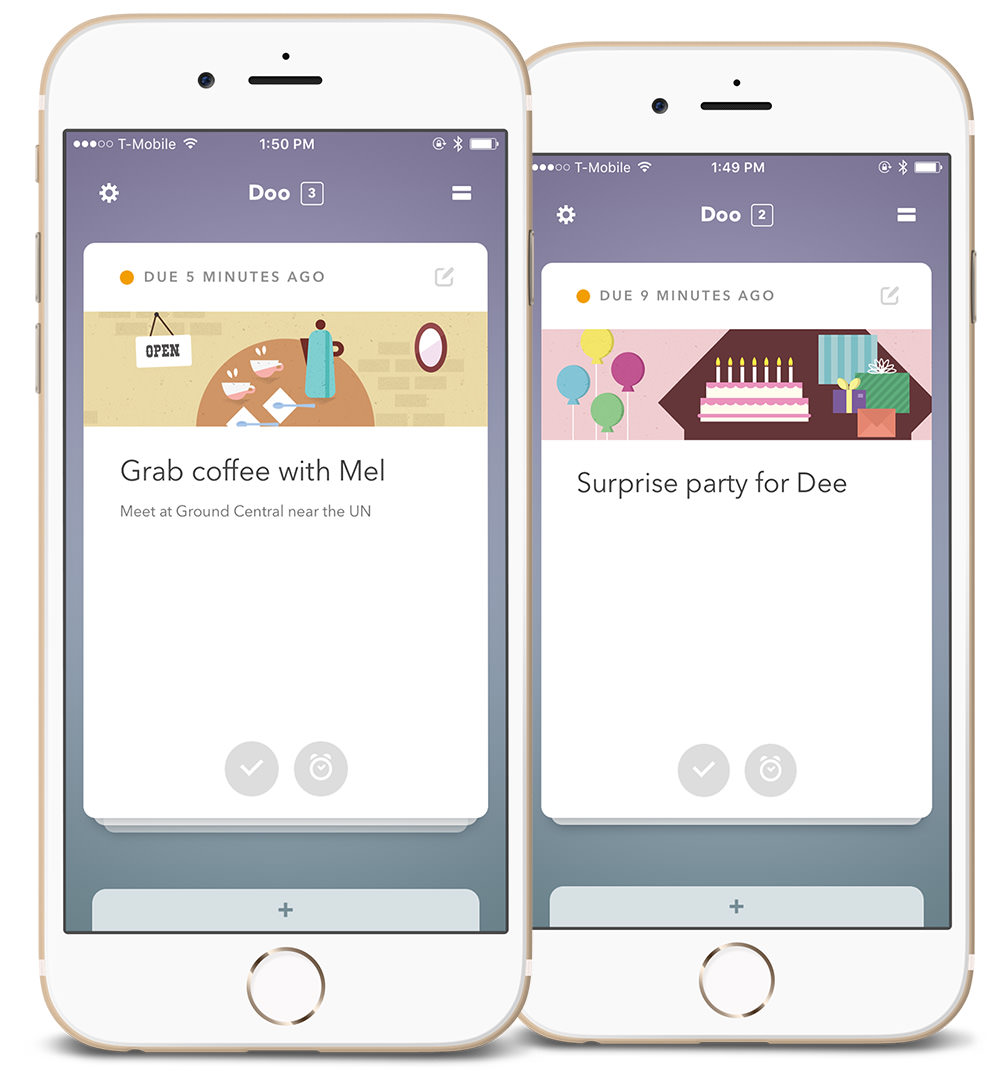 T-Mobile 1:50 PM
Doo 3
DUE 5 MINUTES AGO
OPEN
Grab coffee with Mel
Meet at Ground Central near the UN
+
T-Mobile 1:49 PM
Doo 2
DUE 9 MINUTES AGO
Surprise party for Dee
+